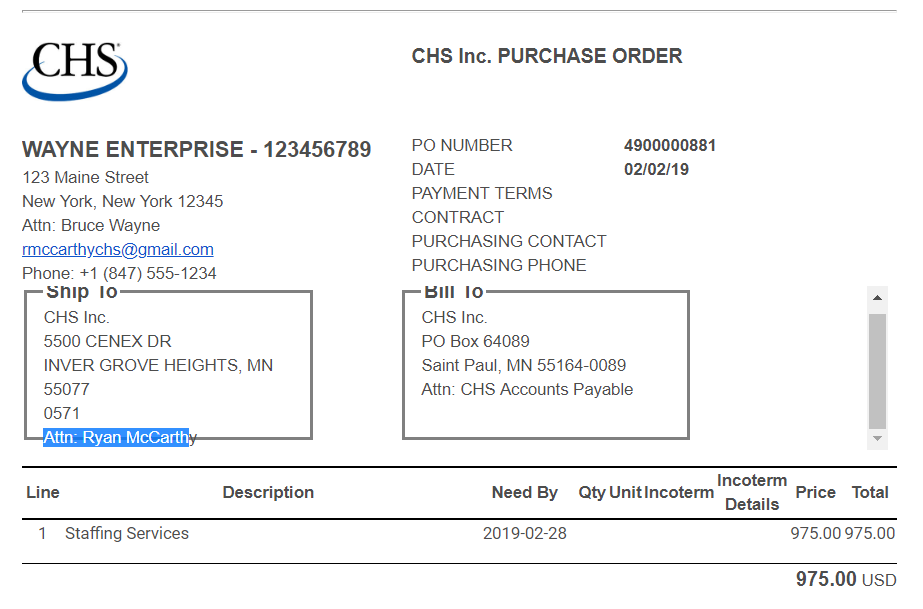 CHS®
CHS Inc. PURCHASE ORDER
WAYNE ENTERPRISE - 123456789
123 Maine Street
New York, New York 12345
Attn: Bruce Wayne
rmccarthychs@gmail.com
Phone: +1 (847) 555-1234
PO NUMBER 4900000881
DATE 02/02/19
PAYMENT TERMS
CONTRACT
PURCHASING CONTACT
PURCHASING PHONE
Ship To
CHS Inc.
5500 CENEX DR
INVER GROVE HEIGHTS, MN
55077
0571
Attn: Ryan McCarthy
Bill To
CHS Inc.
PO Box 64089
Saint Paul, MN 55164-0089
Attn: CHS Accounts Payable
Line Description Need By Qty Unit Incoterm Incoterm Details Price Total
1 Staffing Services 2019-02-28 975.00 975.00
975.00 USD